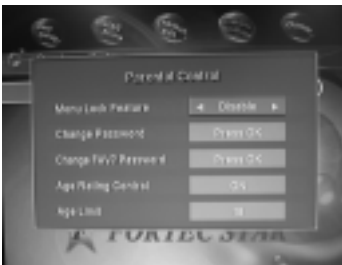 Parental Control
Menu Lock Feature Disable
Change Password Press OK
Change Password Press OK
Age Rating Control ON
Age Limit 18
FORTEC STAR